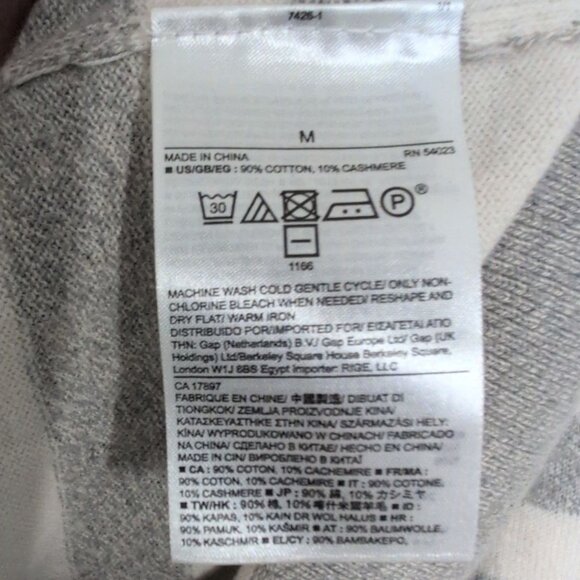 7426-1
1/1
M
MADE IN CHINA RN 54023
■ US/GB/EG : 90% COTTON, 10% CASHMERE
30 P ®
1166
MACHINE WASH COLD GENTLE CYCLE/ ONLY NON-
CHLORINE BLEACH WHEN NEEDED/ RESHAPE AND
DRY FLAT/ WARM IRON
DISTRIBUIDO POR/IMPORTED FOR/ ΕΙΣΑΓΕΤΑΙ ΑΠΟ
ΤΗΝ: Gap (Netherlands) B.V./ Gap Europe Ltd/ Gap (UK
Holdings) Ltd/Berkeley Square House Berkeley Square,
London W1J 6BS Egypt Importer: RIGE, LLC
CA 17897
FABRIQUÉ EN CHINE/ 中國製造/ DIBUAT DI
TIONGKOK/ ZEMLJA PROIZVODNJE KINA/
ΚΑΤΑΣΚΕΥΑΣΤΗΚΕ ΣΤΗΝ ΚΙΝΑ/ SZÁRMAZÁSI HELY:
KÍNA/ WYPRODUKOWANO W CHINACH/ FABRICADO
NA CHINA/ СДЕЛАНО В КИТАЕ/ HECHO EN CHINA/
MADE IN CIN/ ВИРОБЛЕНО В КИТАЇ
■ CA : 90% COTON, 10% CACHEMIRE ■ FR/MA :
90% COTON, 10% CACHEMIRE ■ IT : 90% COTONE,
10% CASHMERE ■ JP : 90% 綿, 10% カシミヤ
■ TW/HK : 90% 棉, 10% 喀什米爾羊毛 ■ ID :
90% KAPAS, 10% KAIN DR WOL HALUS ■ HR :
90% PAMUK, 10% KAŠMIR ■ AT : 90% BAUMWOLLE,
10% KASCHMIR ■ EL/CY : 90% ΒΑΜΒΑΚΕΡΟ,